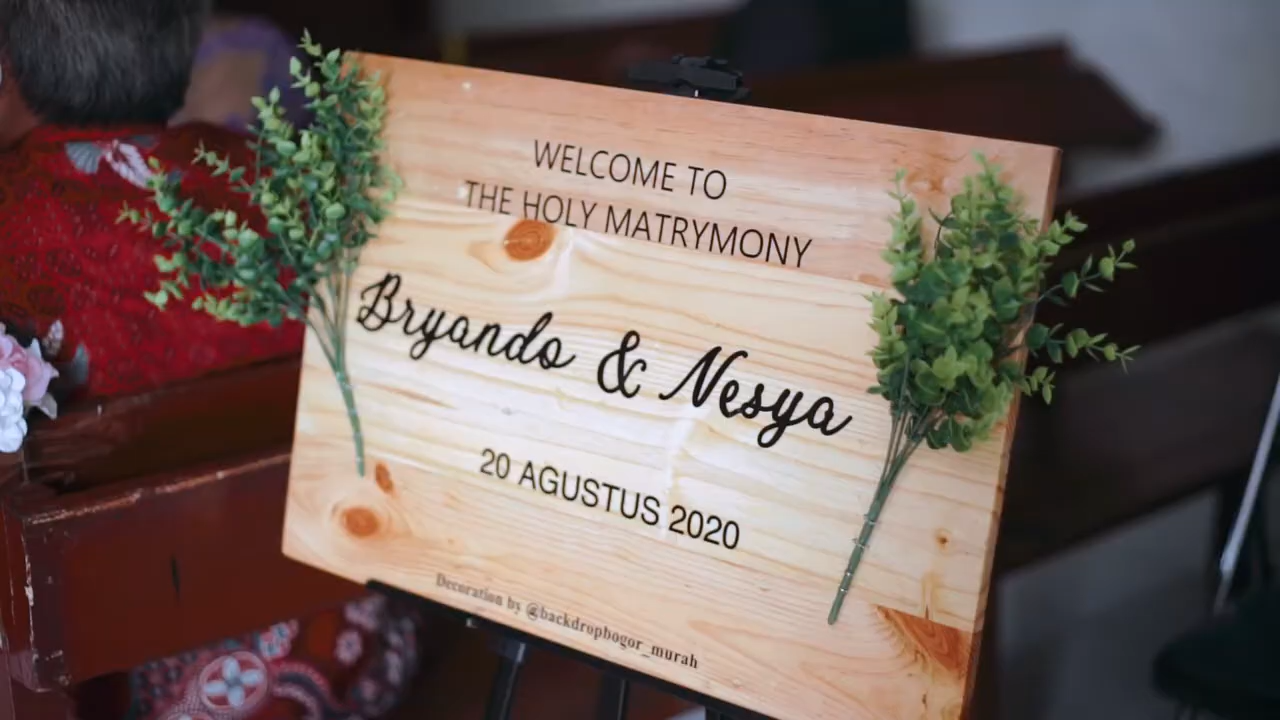 WELCOME TO
THE HOLY MATRYMONY
Bryando & Nesya
20 AGUSTUS 2020
Decoration by @backdropbogor_murah